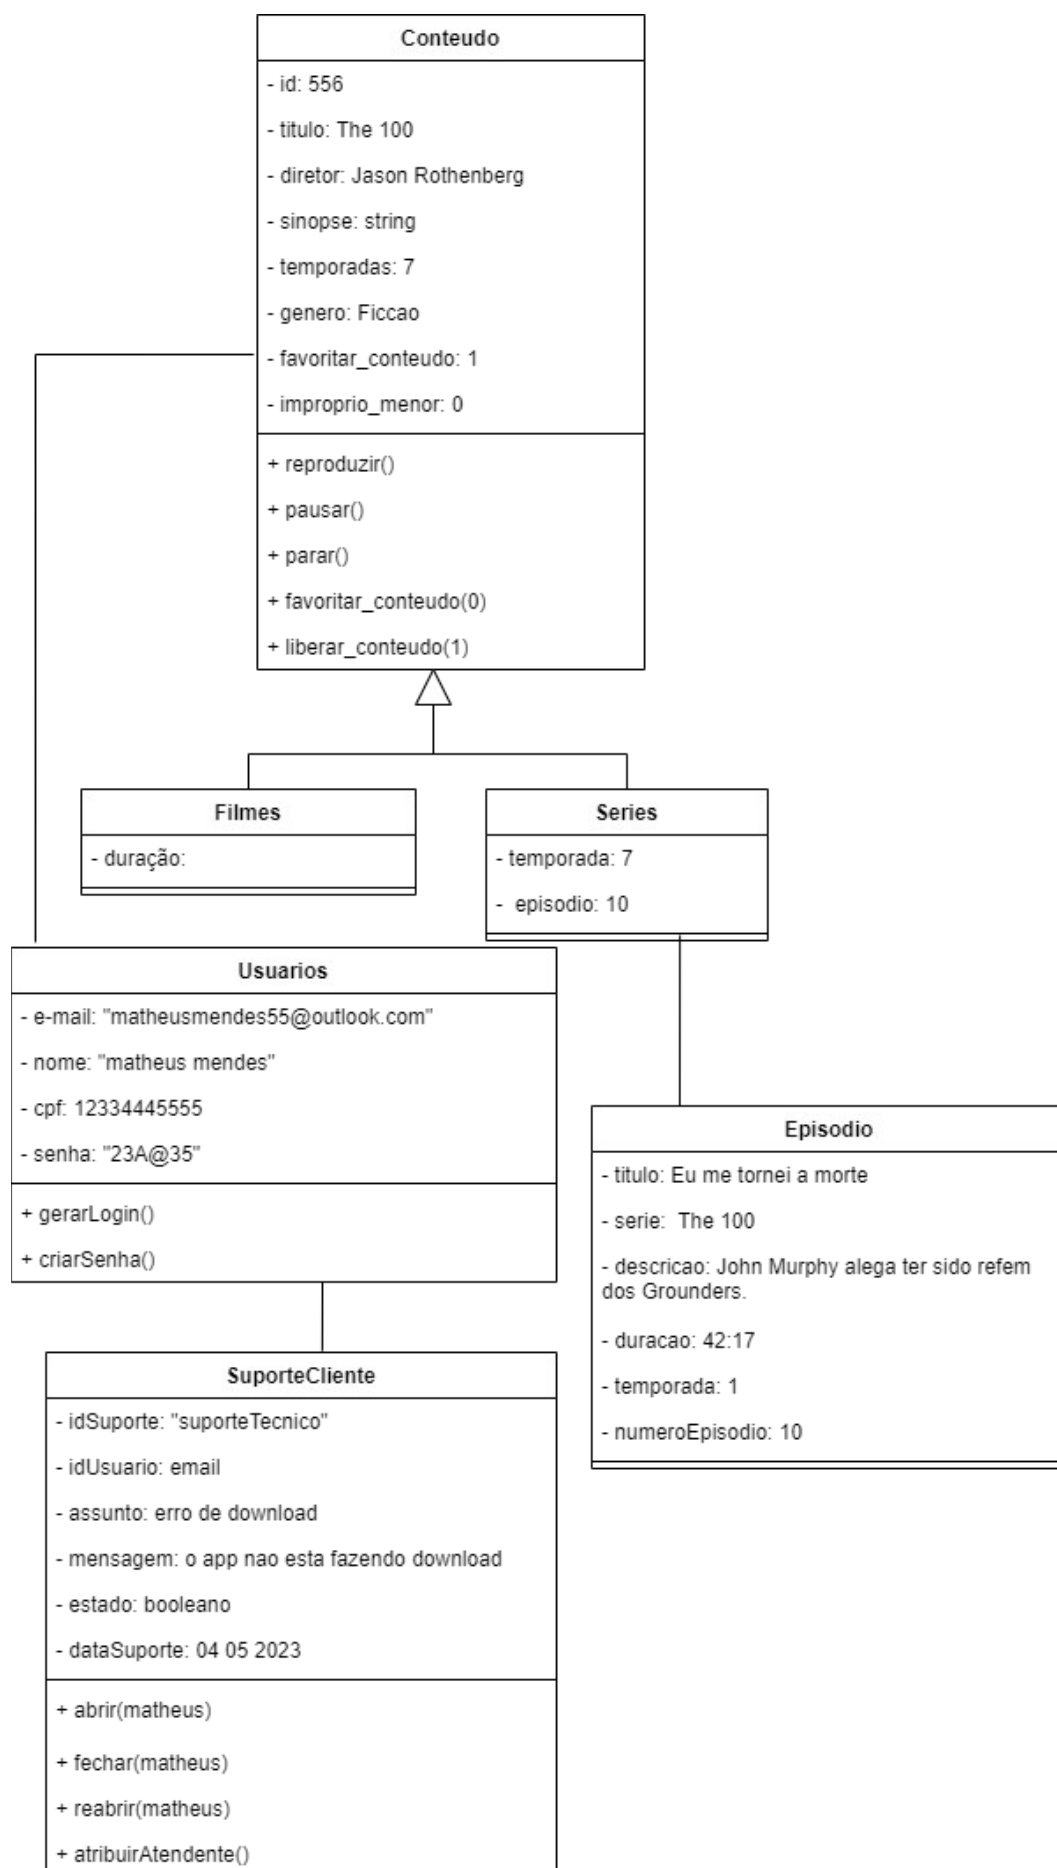 Conteudo
- id: 556
- titulo: The 100
- diretor: Jason Rothenberg
- sinopse: string
- temporadas: 7
- genero: Ficcao
- favoritar_conteudo: 1
- improprio_menor: 0
+ reproduzir()
+ pausar()
+ parar()
+ favoritar_conteudo(0)
+ liberar_conteudo(1)
Filmes
- duração:
Series
- temporada: 7
- episodio: 10
Usuarios
- e-mail: "matheusmendes55@outlook.com"
- nome: "matheus mendes"
- cpf: 12334445555
- senha: "23A@35"
+ gerarLogin()
+ criarSenha()
Episodio
- titulo: Eu me tornei a morte
- serie: The 100
- descricao: John Murphy alega ter sido refem
dos Grounders.
- duracao: 42:17
- temporada: 1
- numeroEpisodio: 10
SuporteCliente
- idSuporte: "suporteTecnico"
- idUsuario: email
- assunto: erro de download
- mensagem: o app nao esta fazendo download
- estado: booleano
- dataSuporte: 04 05 2023
+ abrir(matheus)
+ fechar(matheus)
+ reabrir(matheus)
+ atribuirAtendente()